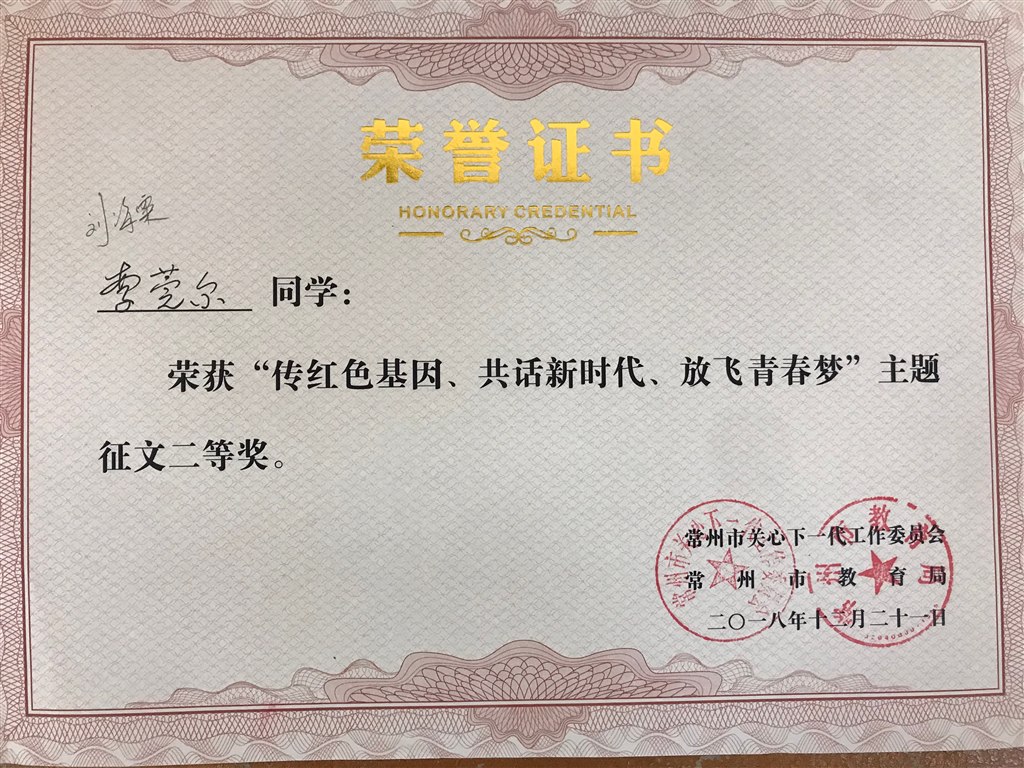 荣誉证书
HONORARY CREDENTIAL
刘海粟
李莞尔 同学：
荣获“传红色基因、共话新时代、放飞青春梦”主题
征文二等奖。
常州市关心下一代工作委员会
常州市教育局
二〇一八年十二月二十一日